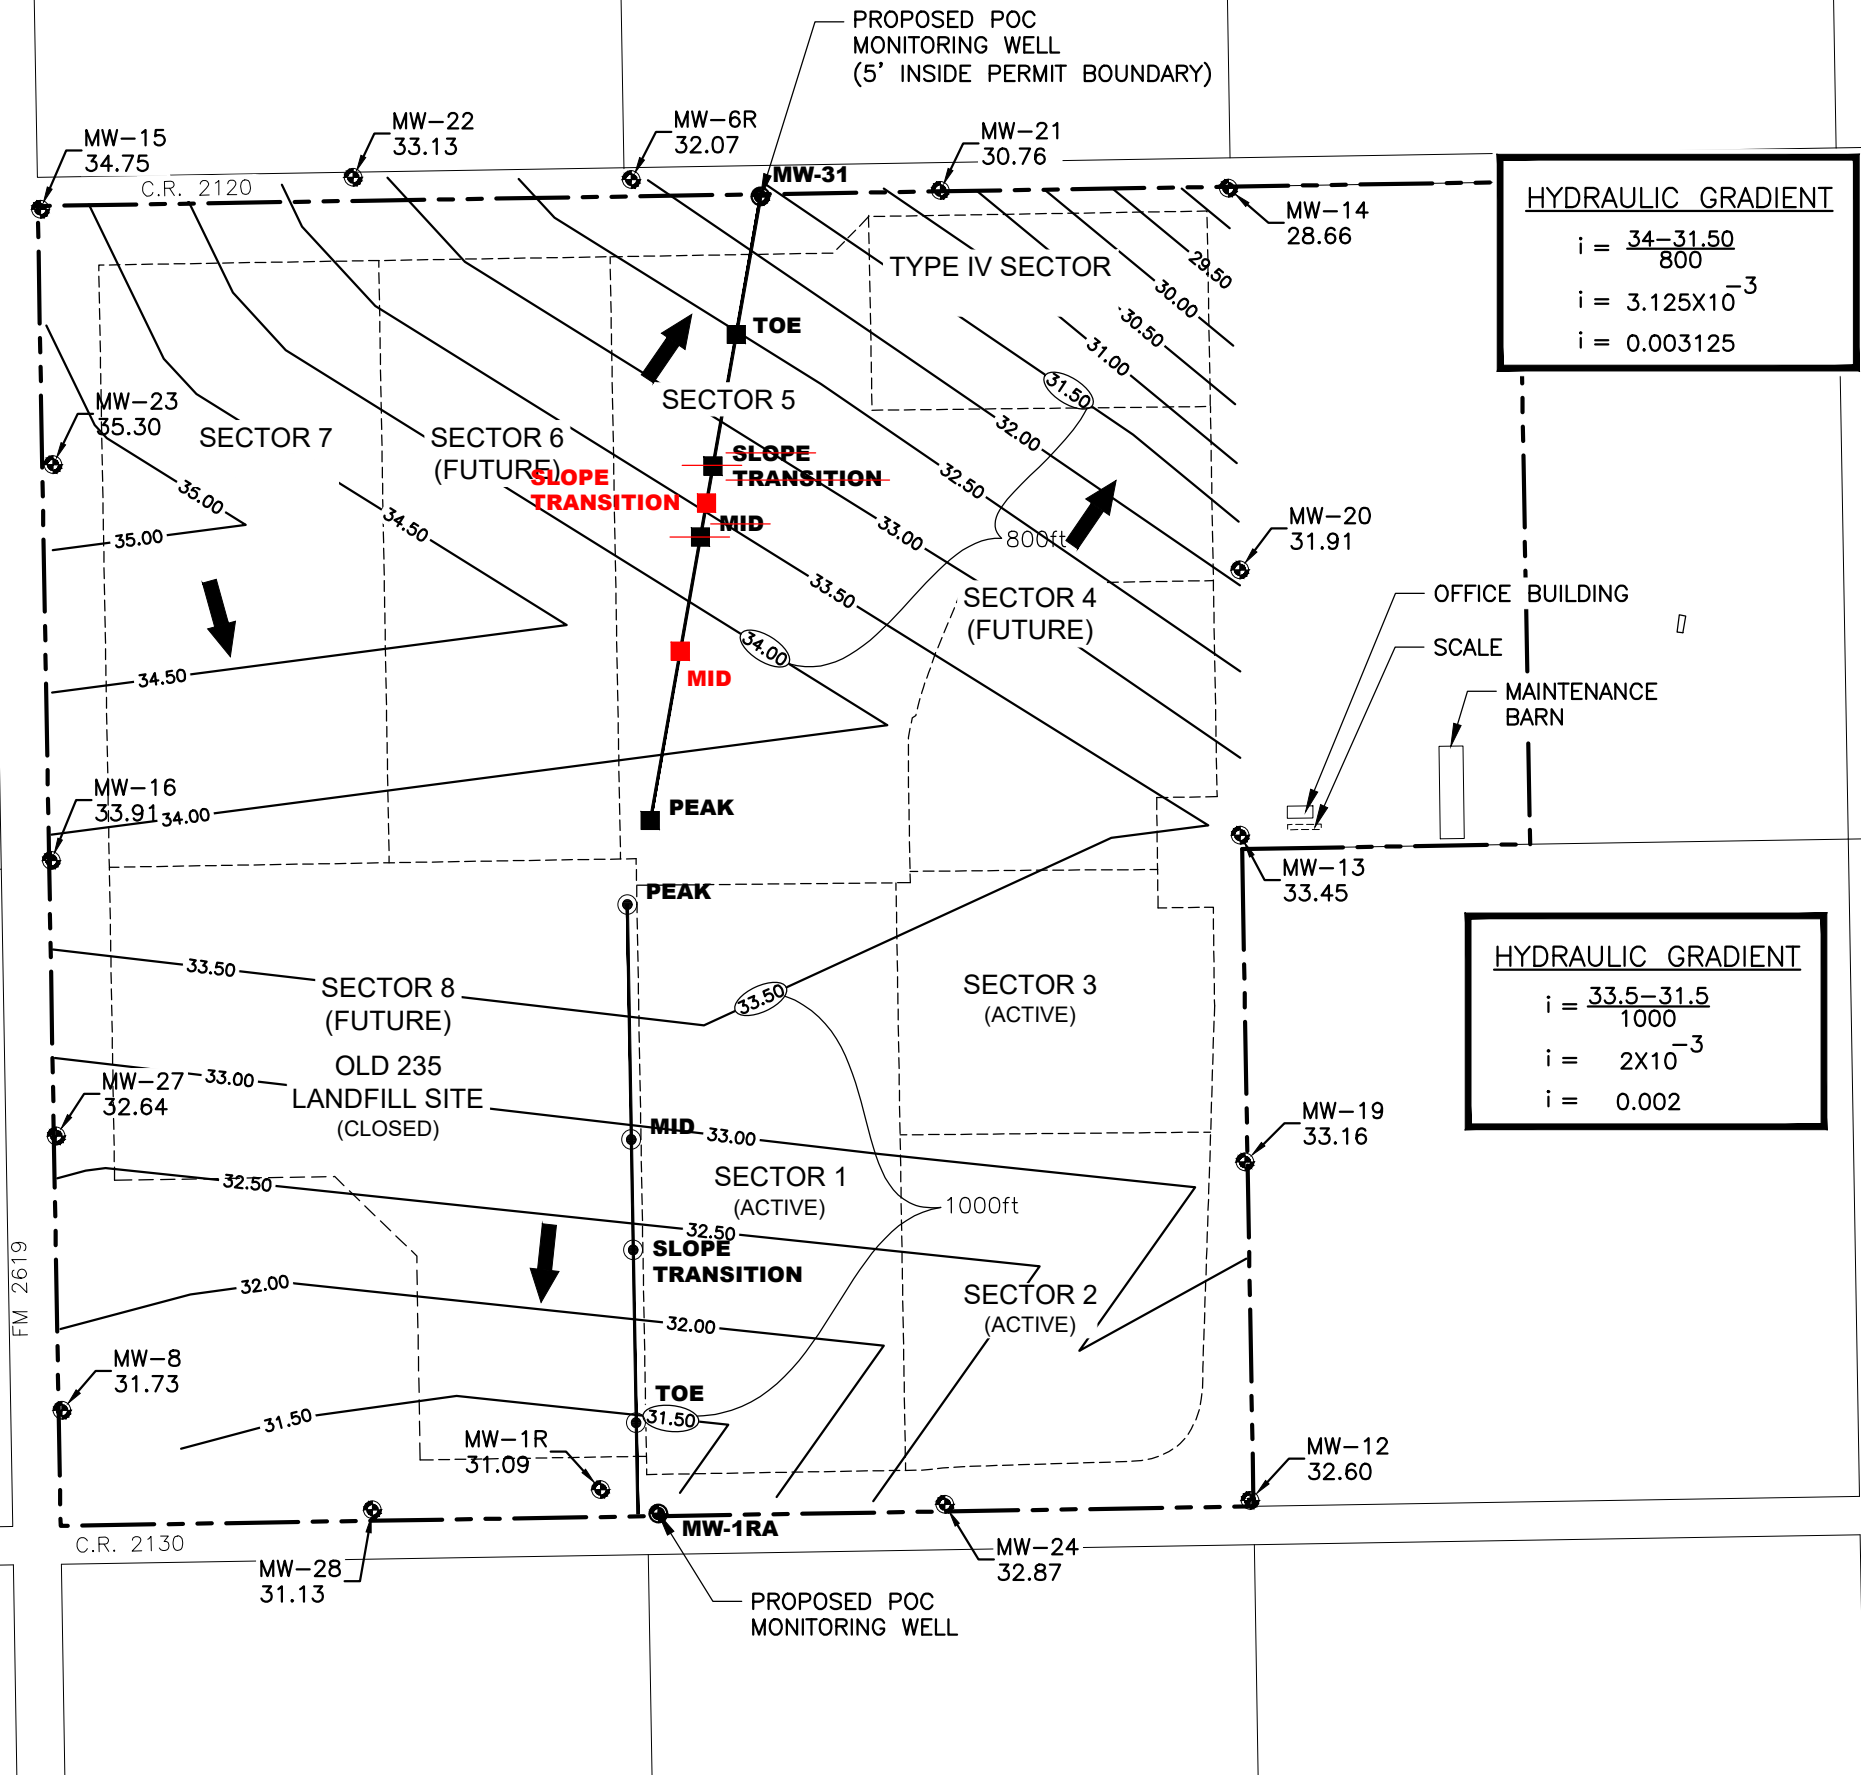 PROPOSED POC
MONITORING WELL
(5' INSIDE PERMIT BOUNDARY)
MW-15
34.75
MW-22
33.13
MW-6R
32.07
MW-21
30.76
C.R. 2120
MW-31
MW-14
28.66
HYDRAULIC GRADIENT
i = 34-31.50
800
i = 3.125X10-3
i = 0.003125
TYPE IV SECTOR
29.50
30.00
30.50
31.00
31.50
32.00
32.50
33.00
33.50
34.00
TOE
SECTOR 5
MW-23
35.30
SECTOR 7
SECTOR 6
(FUTURE)
SLOPE
TRANSITION
SLOPE
TRANSITION
MID
35.00
35.00
34.50
800ft
MW-20
31.91
OFFICE BUILDING
SCALE
MAINTENANCE
BARN
SECTOR 4
(FUTURE)
34.50
MID
MW-16
33.91
34.00
PEAK
MW-13
33.45
PEAK
HYDRAULIC GRADIENT
i = 33.5-31.5
1000
i = 2X10-3
i = 0.002
33.50
33.50
SECTOR 8
(FUTURE)
SECTOR 3
(ACTIVE)
OLD 235
LANDFILL SITE
(CLOSED)
33.00
MW-27
32.64
MID
33.00
MW-19
33.16
SECTOR 1
(ACTIVE)
32.50
1000ft
32.50
SLOPE
TRANSITION
FM 2619
32.00
SECTOR 2
(ACTIVE)
32.00
MW-8
31.73
TOE
31.50
31.50
MW-1R
31.09
MW-12
32.60
MW-1RA
C.R. 2130
MW-28
31.13
MW-24
32.87
PROPOSED POC
MONITORING WELL